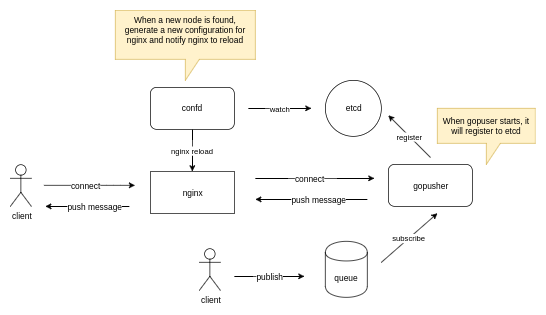 When a new node is found,
generate a new configuration for
nginx and notify nginx to reload
confd
watch
etcd
When gopuser starts, it
will register to etcd
register
nginx reload
connect
push message
client
nginx
connect
push message
gopusher
subscribe
publish
queue
client